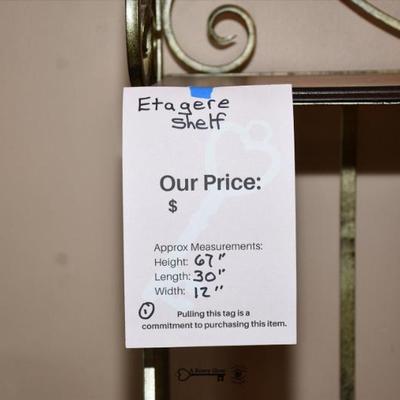 Etagere
Shelf
Our Price:
$
Approx Measurements:
Height: 67"
Length: 30"
Width: 12"
Pulling this tag is a
commitment to purchasing this item.